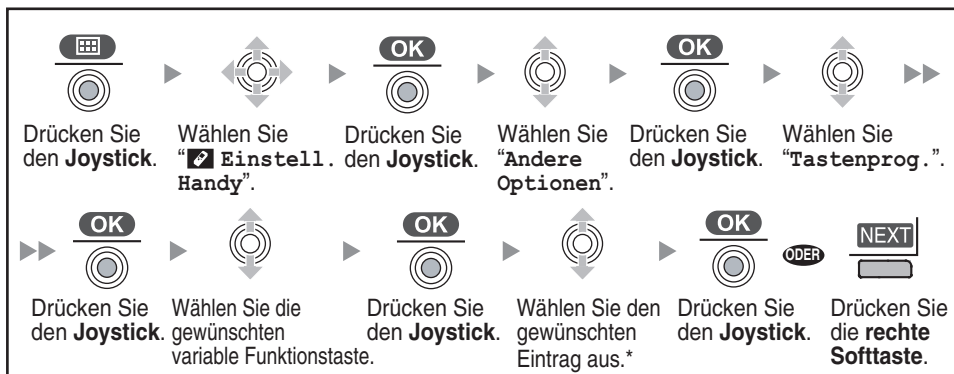 OK
OK
Drücken Sie
den Joystick.
Wählen Sie
“Einstell.
Handy”.
Drücken Sie
den Joystick.
Wählen Sie
“Andere
Optionen”.
Drücken Sie
den Joystick.
Wählen Sie
“Tastenprog.”.
OK
OK
OK
ODER
NEXT
Drücken Sie
den Joystick.
Wählen Sie die
gewünschten
variable Funktionstaste.
Drücken Sie
den Joystick.
Wählen Sie den
gewünschten
Eintrag aus.*
Drücken Sie
den Joystick.
Drücken Sie
die rechte
Softtaste.